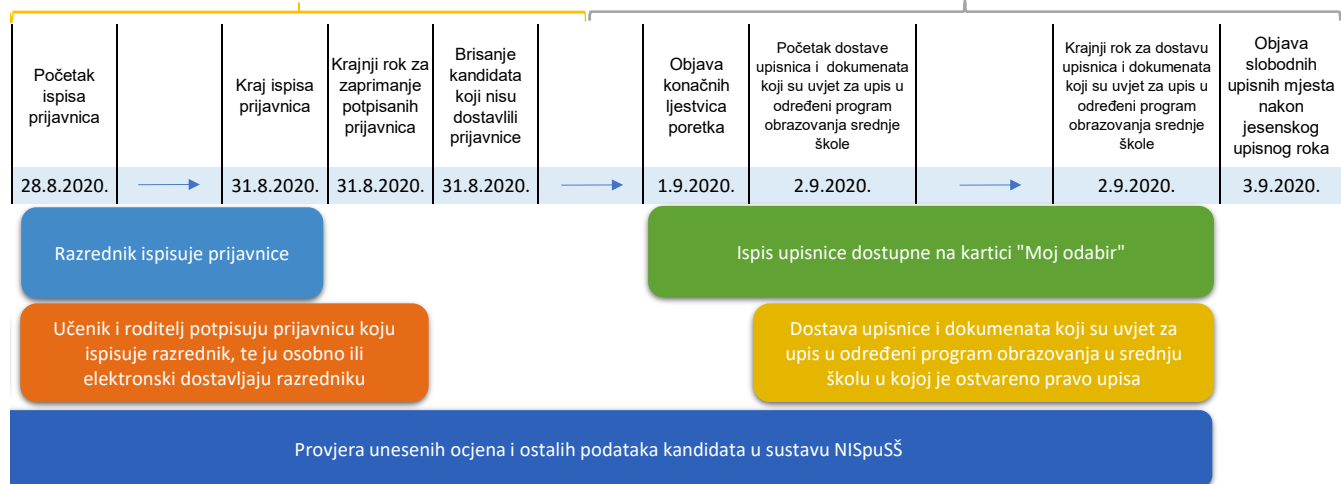 Početak
ispisa
prijavnica
Kraj ispisa
prijavnica
Krajnji rok za
zaprimanje
potpisanih
prijavnica
Brisanje
kandidata
koji nisu
dostavlili
prijavnice
Objava
konačnih
ljestvica
poretka
Početak dostave
upisnica i dokumenata
koji su uvjet za upis u
određeni program
obrazovanja srednje
škole
Krajnji rok za dostavu
upisnica i dokumenata
koji su uvjet za upis u
određeni program
obrazovanja srednje
škole
Objava
slobodnih
upisnih mjesta
nakon
jesenskog
upisnog roka
28.8.2020.
31.8.2020.
31.8.2020.
31.8.2020.
1.9.2020.
2.9.2020.
2.9.2020.
3.9.2020.
Razrednik ispisuje prijavnice
Ispis upisnice dostupne na kartici "Moj odabir"
Učenik i roditelj potpisuju prijavnicu koju
ispisuje razrednik, te ju osobno ili
elektronski dostavljaju razredniku
Dostava upisnice i dokumenata koji su uvjet za
upis u određeni program obrazovanja u srednju
školu u kojoj je ostvareno pravo upisa
Provjera unesenih ocjena i ostalih podataka kandidata u sustavu NISpuSŠ